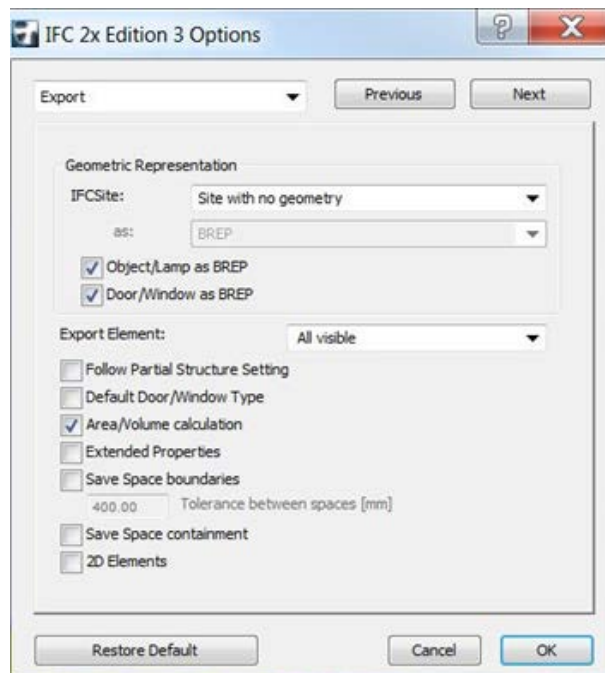 IFC 2x Edition 3 Options
Export
Previous
Next
Geometric Representation
IFCSite:
Site with no geometry
as:
BREP
Object/Lamp as BREP
Door/Window as BREP
Export Element:
All visible
Follow Partial Structure Setting
Default Door/Window Type
Area/Volume calculation
Extended Properties
Save Space boundaries
400.00
Tolerance between spaces [mm]
Save Space containment
2D Elements
Restore Default
Cancel
OK